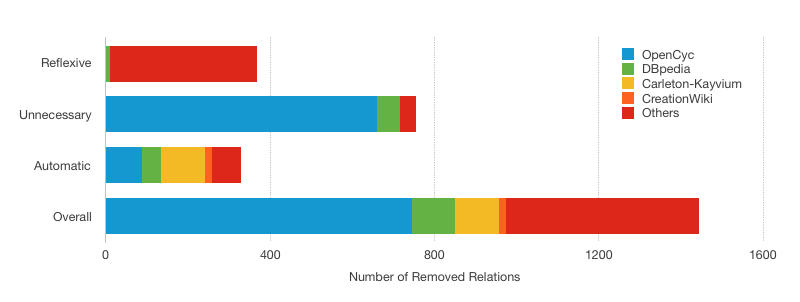 Reflexive
Unnecessary
Automatic
Overall
OpenCyc
DBpedia
Carleton-Kayvium
CreationWiki
Others
0 400 800 1200 1600
Number of Removed Relations